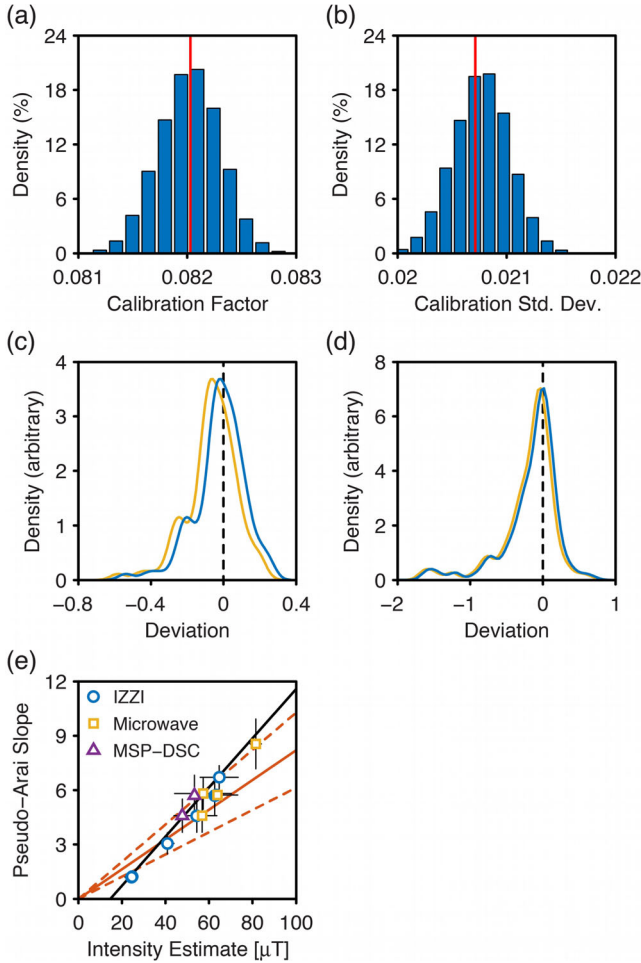 (a)
24
18
12
6
0
Density (%)
0.081
0.082
0.083
Calibration Factor
(b)
24
18
12
6
0
Density (%)
0.02
0.021
0.022
Calibration Std. Dev.
(c)
4
3
2
1
0
Density (arbitrary)
-0.8
-0.4
0
0.4
Deviation
(d)
8
6
4
2
0
Density (arbitrary)
-2
-1
0
1
Deviation
(e)
12
9
6
3
0
Pseudo-Arai Slope
IZZI
Microwave
MSP-DSC
0
20
40
60
80
100
Intensity Estimate [μT]